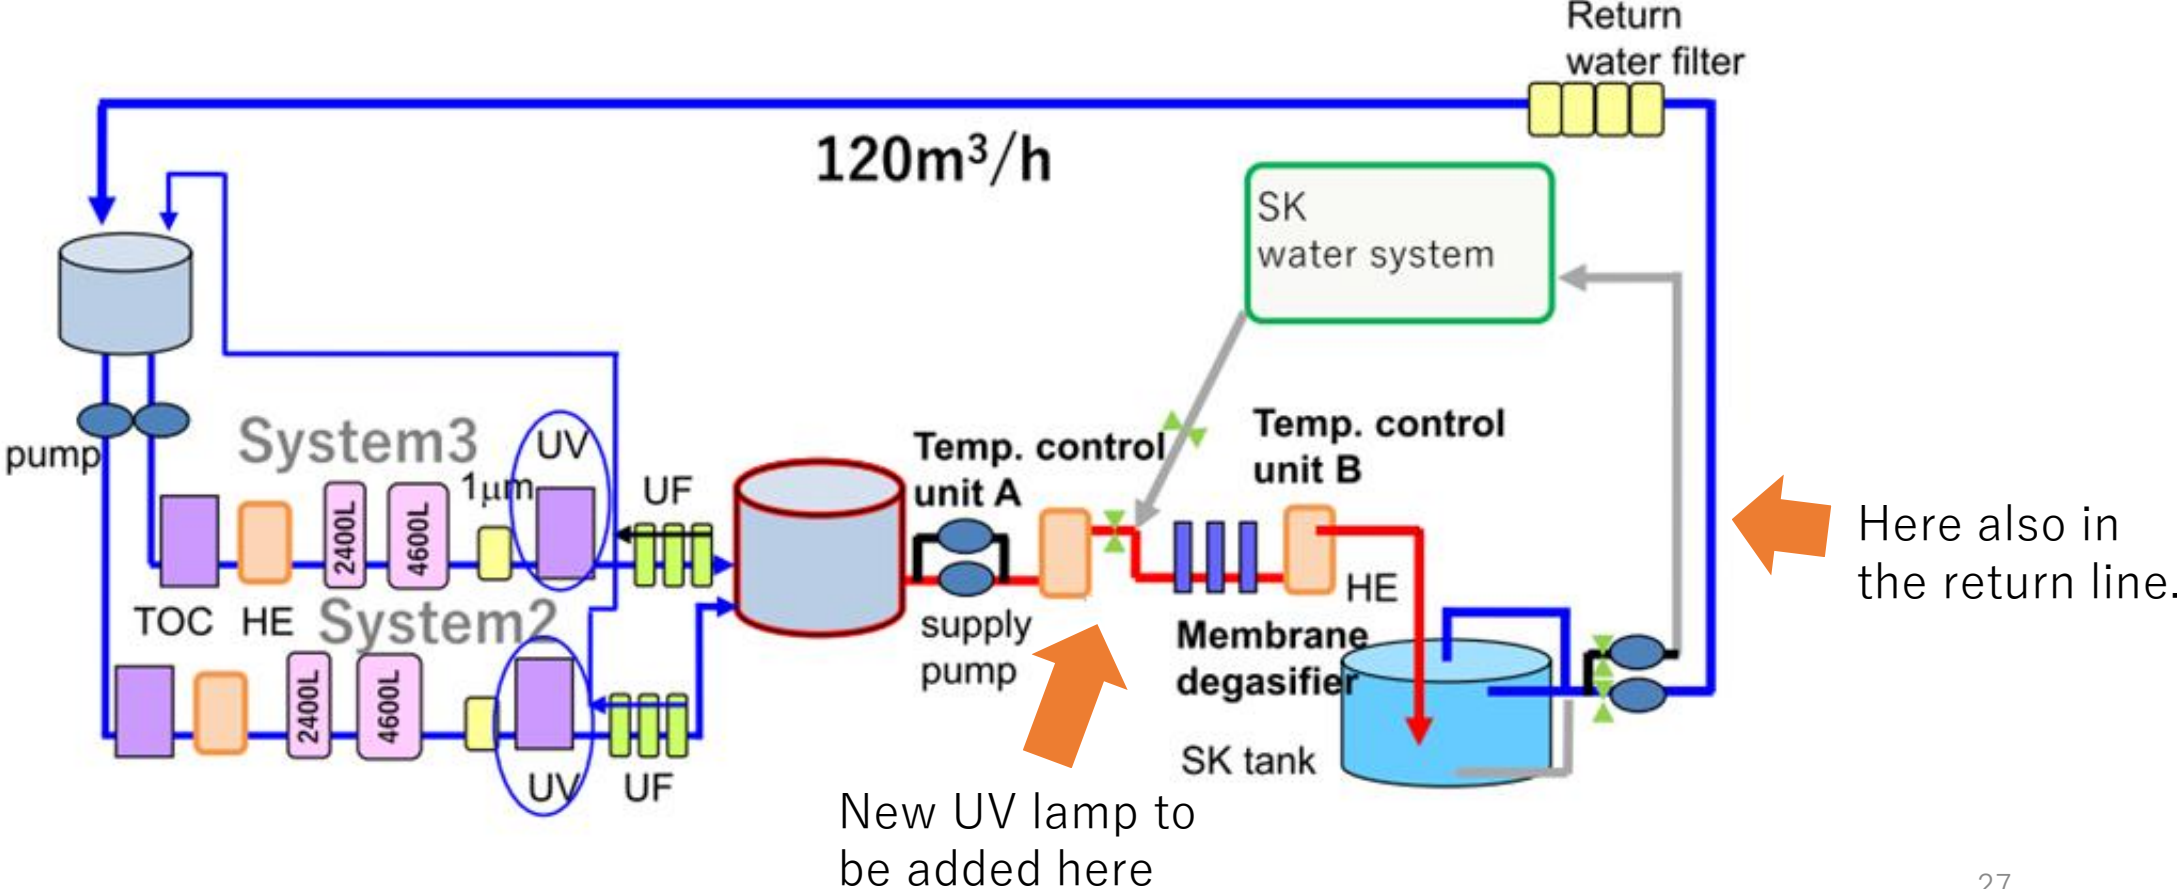 Return
water filter
120m³/h
SK
water system
pump
System3
UV
1μm
UF
2400L
4600L
TOC
HE
System2
2400L
4600L
UV
UF
Temp. control
unit A
supply
pump
Temp. control
unit B
HE
Membrane
degasifier
SK tank
Here also in
the return line.
New UV lamp to
be added here
27